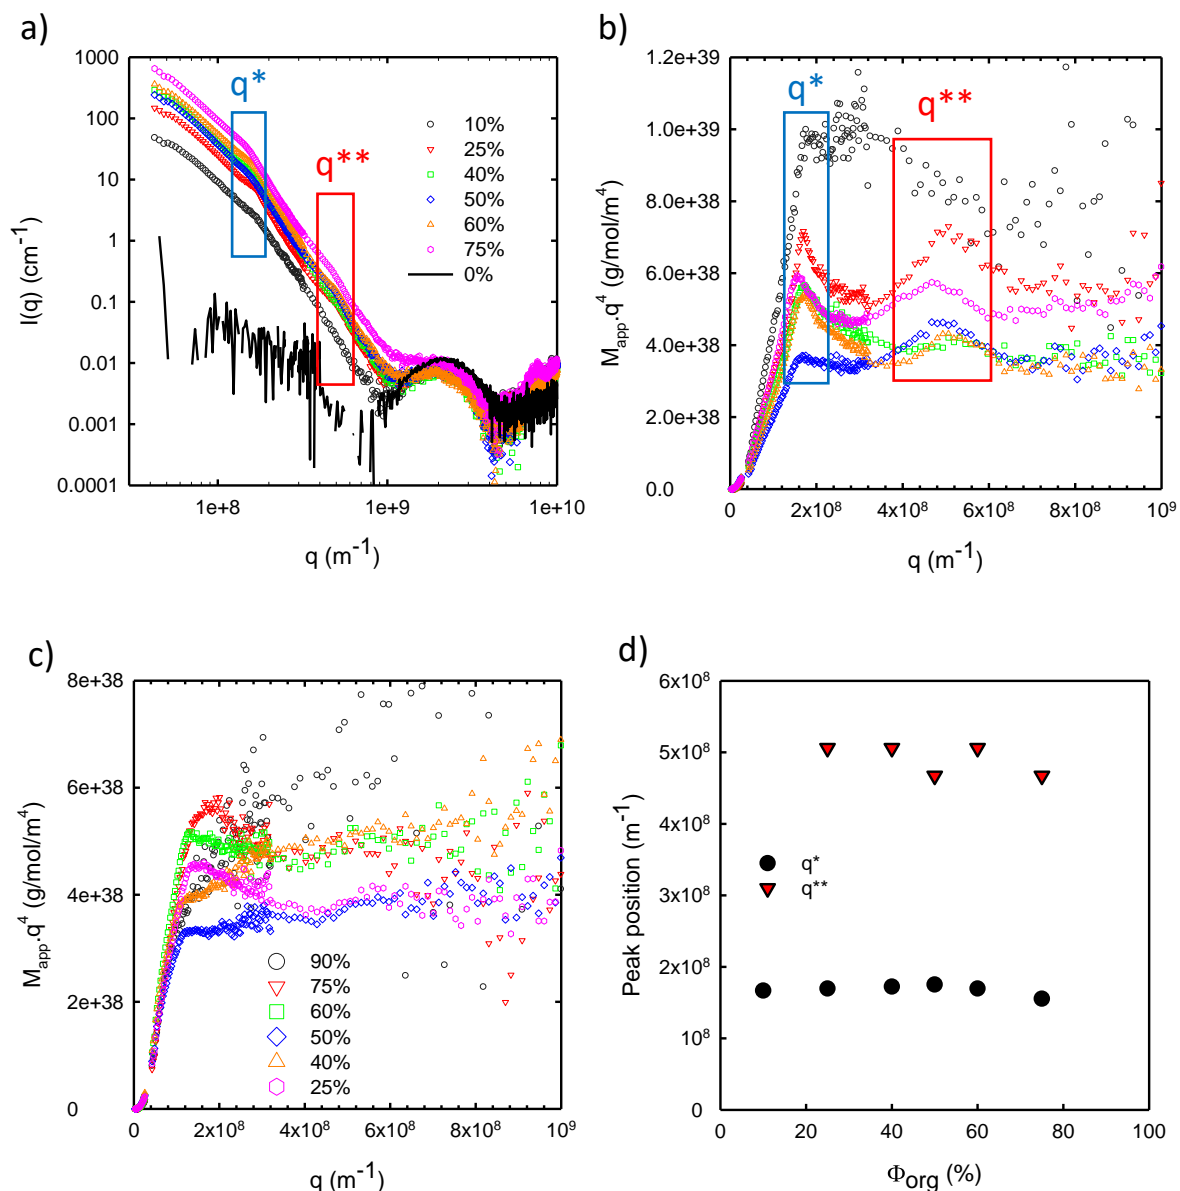 a)
1000
100
10
1
0.1
0.01
0.001
0.0001
I(q) (cm⁻¹)
q*
q**
10%
25%
40%
50%
60%
75%
0%
1e+8 1e+9 1e+10
q (m⁻¹)
b)
1.2e+39
1.0e+39
8.0e+38
6.0e+38
4.0e+38
2.0e+38
0.0
M_app.q⁴ (g/mol/m⁴)
q*
q**
0 2x10⁸ 4x10⁸ 6x10⁸ 8x10⁸ 10⁹
q (m⁻¹)
c)
8e+38
6e+38
4e+38
2e+38
0
M_app.q⁴ (g/mol/m⁴)
90%
75%
60%
50%
40%
25%
0 2x10⁸ 4x10⁸ 6x10⁸ 8x10⁸ 10⁹
q (m⁻¹)
d)
6x10⁸
5x10⁸
4x10⁸
3x10⁸
2x10⁸
10⁸
0
Peak position (m⁻¹)
q*
q**
0 20 40 60 80 100
Φ_org (%)